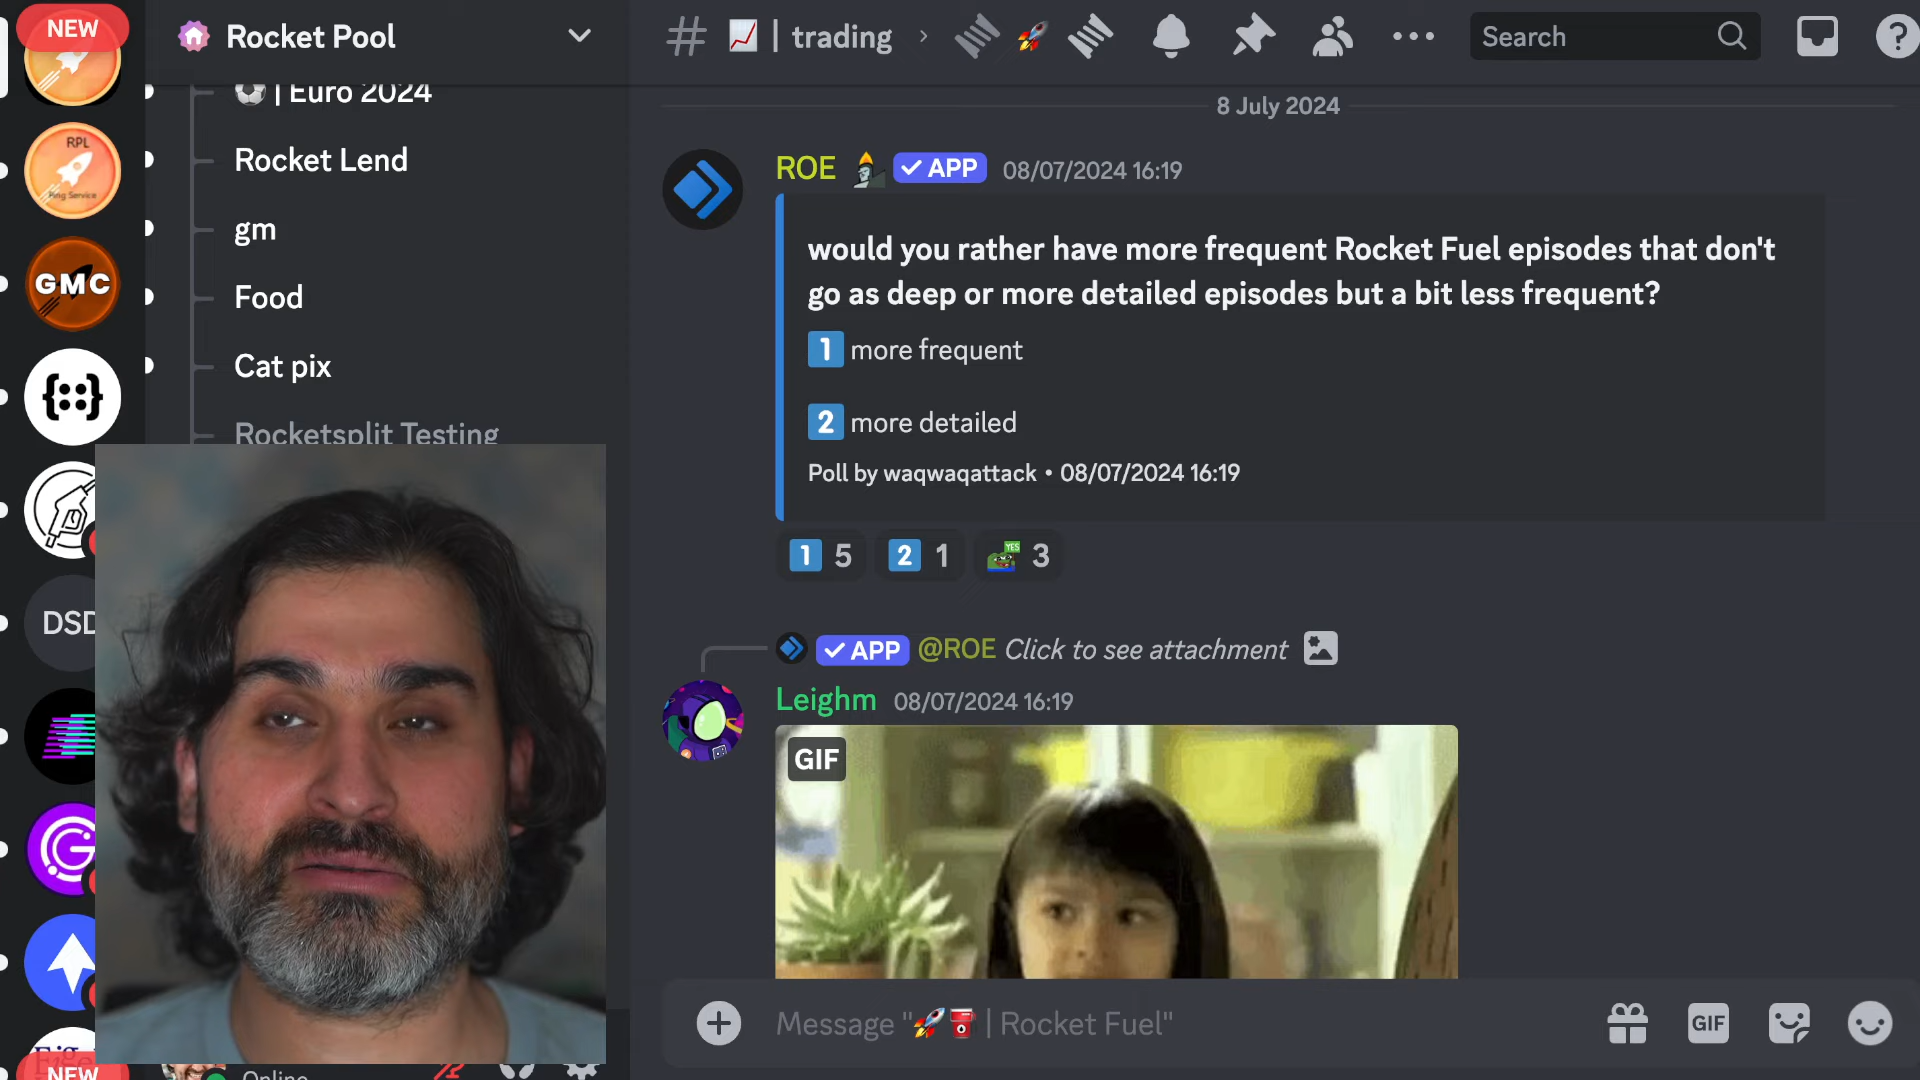 NEW
Rocket Pool
| Euro 2024
Rocket Lend
gm
Food
Cat pix
Rocketsplit Testing
RPL
Ping Service
GMC
DSD
NEW
Online
| trading
Search
8 July 2024
ROE APP 08/07/2024 16:19
would you rather have more frequent Rocket Fuel episodes that don't
go as deep or more detailed episodes but a bit less frequent?
1 more frequent
2 more detailed
Poll by waqwaqattack • 08/07/2024 16:19
1 5 2 1 YES 3
APP @ROE Click to see attachment
Leighm 08/07/2024 16:19
GIF
Message "🚀 | Rocket Fuel"
GIF